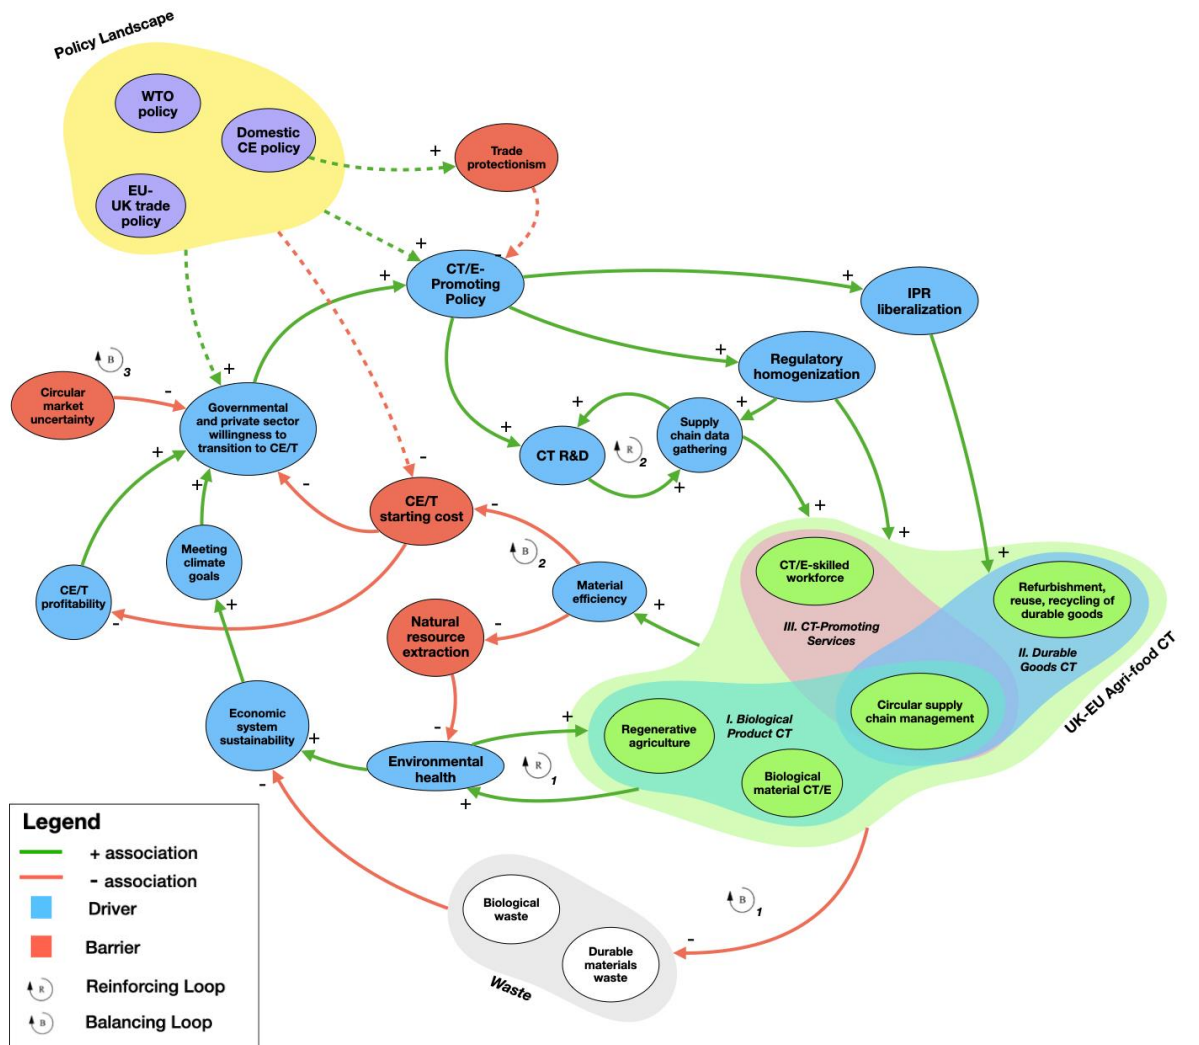 Policy Landscape
WTO
policy
Domestic
CE policy
EU-
UK trade
policy
+
Trade
protectionism
+
-
+
CT/E-
Promoting
Policy
+
IPR
liberalization
+
Regulatory
homogenization
B
3
-
+
Circular
market
uncertainty
Governmental
and private sector
willingness to
transition to CE/T
+
+
-
-
+
+
CT R&D
R
2
Supply
chain data
gathering
+
+
CE/T
starting cost
-
+
+
+
Meeting
climate
goals
B
2
CE/T
profitability
-
+
Material
efficiency
+
CT/E-skilled
workforce
Refurbishment,
reuse, recycling of
durable goods
III. CT-Promoting
Services
II. Durable
Goods CT
UK-EU Agri-food CT
Natural
resource
extraction
-
-
Economic
system
sustainability
+
-
Environmental
health
+
R
1
+
Regenerative
agriculture
I. Biological
Product CT
Biological
material CT/E
Circular supply
chain management
Biological
waste
Durable
materials
waste
Waste
B
1
-
Legend
+ association
- association
Driver
Barrier
R
Reinforcing Loop
B
Balancing Loop